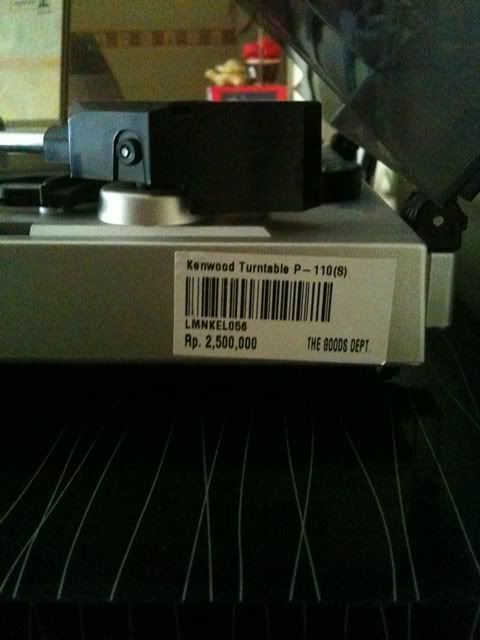 Kenwood Turntable P-110(S)
LMNKEL056
Rp. 2,500,000 THE GOODS DEPT.